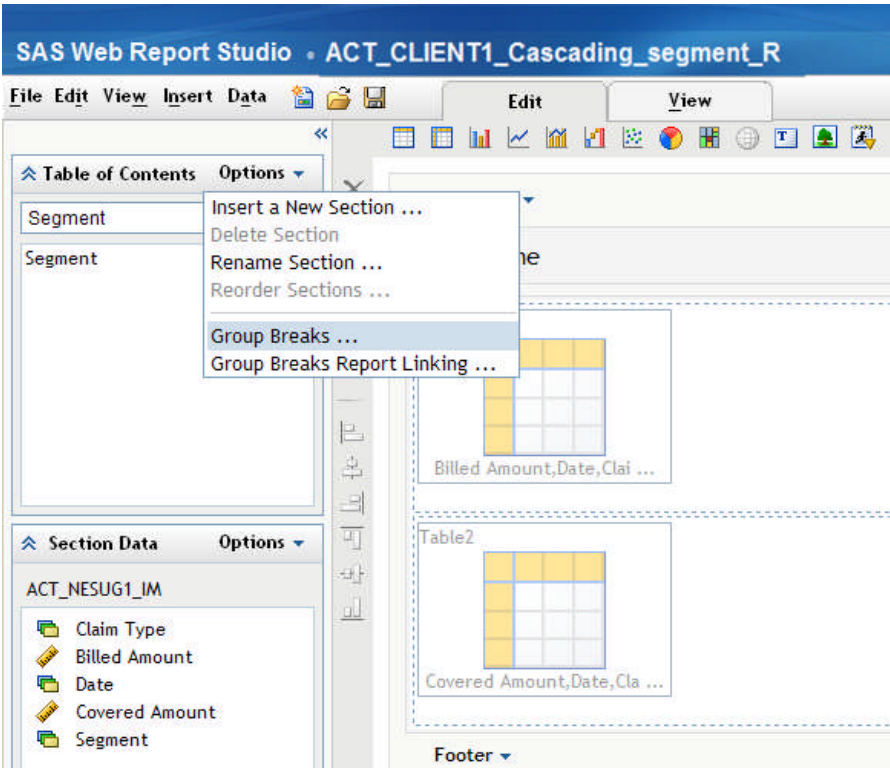 SAS Web Report Studio • ACT_CLIENT1_Cascading_segment_R
File Edit View Insert Data
Edit
View
Table of Contents Options
Segment
Segment
Insert a New Section ...
Delete Section
Rename Section ...
Reorder Sections ...
Group Breaks ...
Group Breaks Report Linking ...
Billed Amount,Date,Clai ...
Table2
Covered Amount,Date,Cla ...
Footer
Section Data Options
ACT_NESUG1_IM
Claim Type
Billed Amount
Date
Covered Amount
Segment